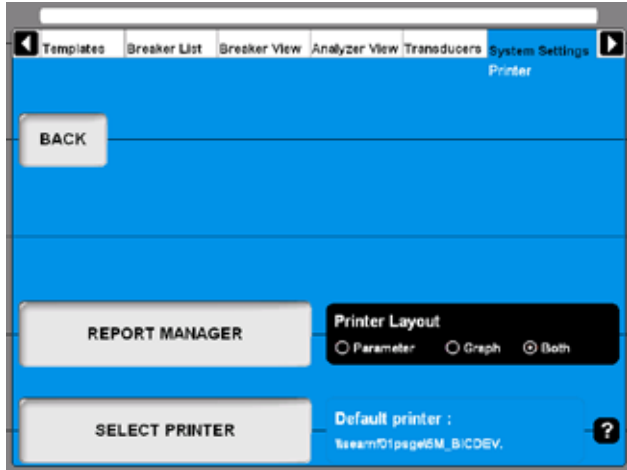 Templates Breaker List Breaker View Analyzer View Transducers System Settings
Printer
BACK
REPORT MANAGER
Printer Layout
Parameter Graph Both
SELECT PRINTER
Default printer :
?